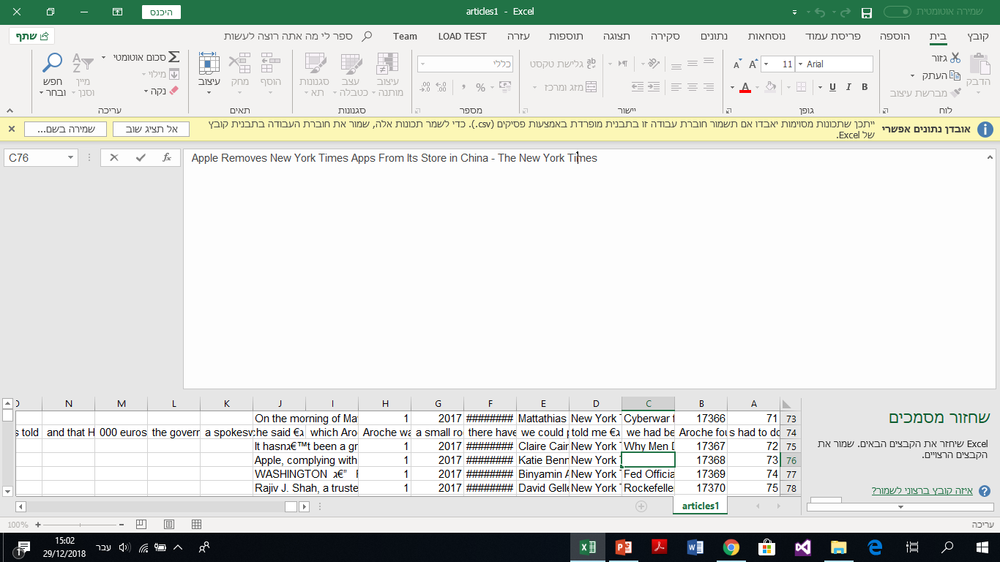 articles1 - Excel
היכנס
שמירה אוטומטית
קובץ בית הוספה פריסת עמוד נוסחאות נתונים סקירה תצוגה תוספות עזרה LOAD TEST Team ספר לי מה אתה רוצה לעשות
שתף
הדבק
גזור
העתק
מברשת עיצוב
לוח
Arial 11
B I U
גופן
גלישת טקסט
מזג ומרכז
יישור
כללי
מספר
עיצוב מותנה
עצב כטבלה
סגנונות תא
סגנונות
הוסף
מחק
עיצוב
תאים
סכום אוטומטי
מילוי
נקה
מיין וסנן
חפש ובחר
עריכה
אובדן נתונים אפשרי
ייתכן שתכונות מסוימות יאבדו אם תשמור חוברת עבודה זו בתבנית מופרדת באמצעות פסיקים (csv.). כדי לשמר תכונות אלה, שמור את חוברת העבודה בתבנית קובץ
של Excel.
אל תציג שוב
שמירה בשם...
C76
Apple Removes New York Times Apps From Its Store in China - The New York Times
N M L K J I H G F E D C B A
On the morning of Ma 1 2017 ######## Mattathias New York T Cyberwar f 17366 71 73
s told and that H 000 euros the goverr a spokesv che said €a which Aroc Aroche wa a small ro there have we could p told me €ג we had be Aroche fou s had to do 74
It hasnג€™t been a gr 1 2017 ######## Claire Cair New York T Why Men D 17367 72 75
Apple, complying with 1 2017 ######## Katie Benn New York T 17368 73 76
WASHINGTON ג€” F 1 2017 ######## Binyamin A New York T Fed Officia 17369 74 77
Rajiv J. Shah, a truste 1 2017 ######## David Gelle New York T Rockefelle 17370 75 78
שחזור מסמכים
Excel שיחזר את הקבצים הבאים. שמור את
הקבצים הרצויים.
איזה קובץ ברצוני לשמור?
articles1
עריכה
100%
15:02
29/12/2018
עבר
1